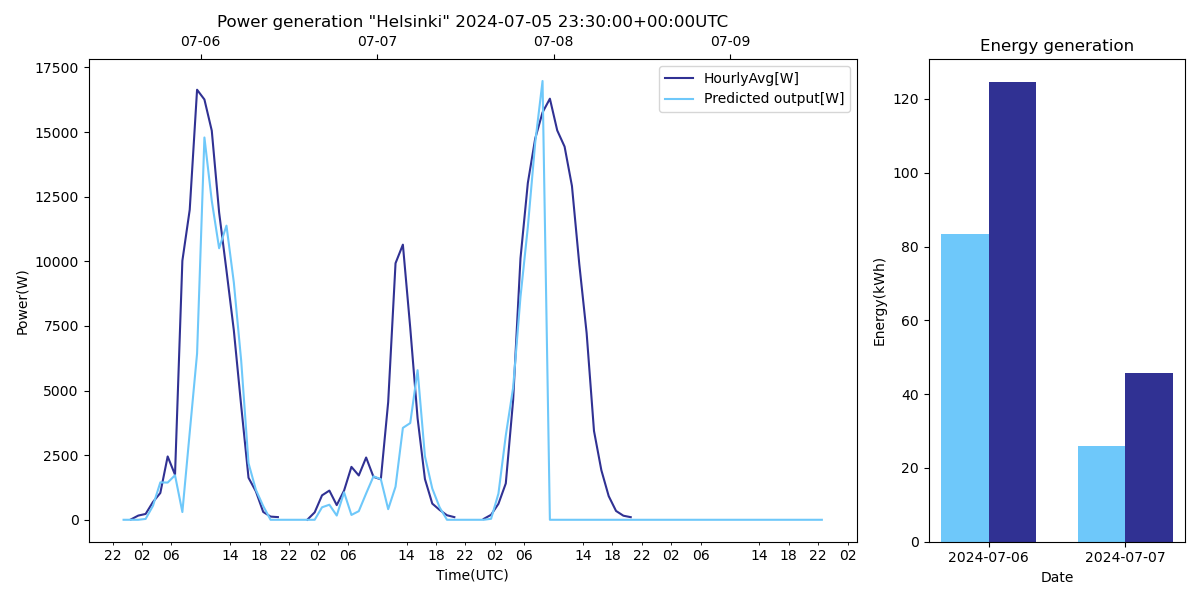 Power generation "Helsinki" 2024-07-05 23:30:00+00:00UTC
07-06 07-07 07-08 07-09
Energy generation
17500
15000
12500
10000
7500
5000
2500
0
Power(W)
HourlyAvg[W]
Predicted output[W]
22 02 06 14 18 22 02 06 14 18 22 02 06 14 18 22 02 06 14 18 22 02
Time(UTC)
120
100
80
60
40
20
0
Energy(kWh)
2024-07-06 2024-07-07
Date